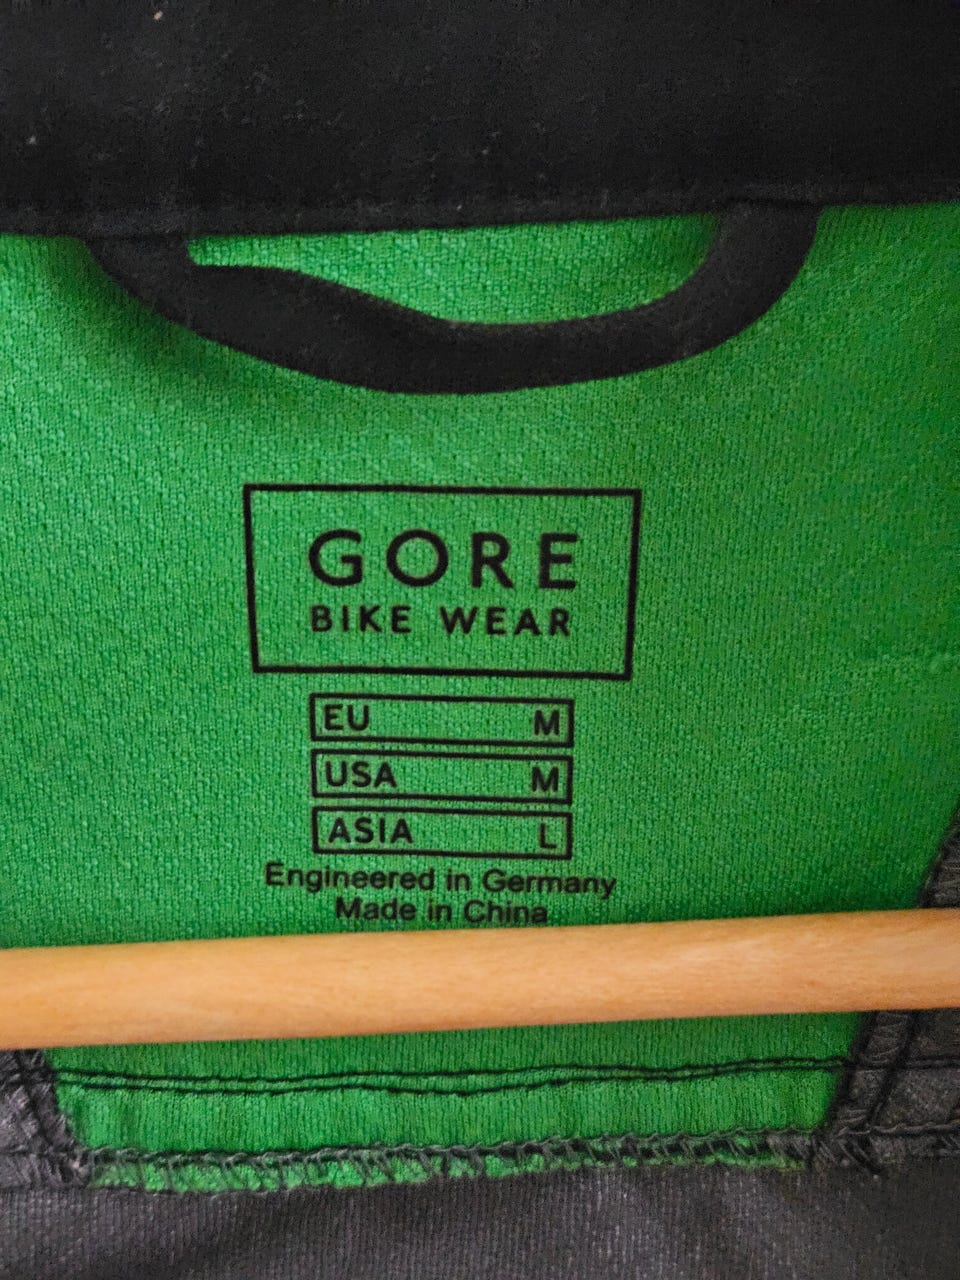 GORE
BIKE WEAR
EU M
USA M
ASIA L
Engineered in Germany
Made in China